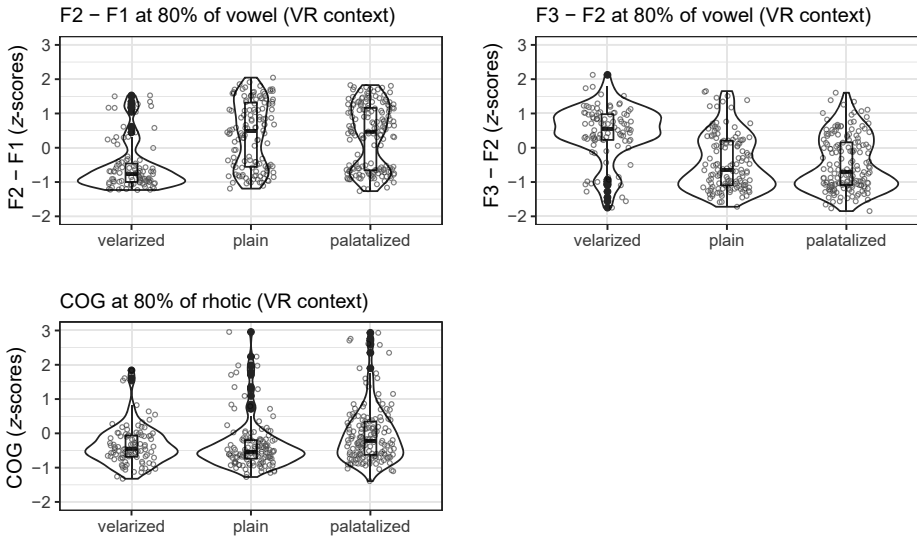 F2 − F1 at 80% of vowel (VR context)
F2 − F1 (z-scores)
3
2
1
0
−1
−2
velarized plain palatalized
F3 − F2 at 80% of vowel (VR context)
F3 − F2 (z-scores)
3
2
1
0
−1
−2
velarized plain palatalized
COG at 80% of rhotic (VR context)
COG (z-scores)
3
2
1
0
−1
−2
velarized plain palatalized